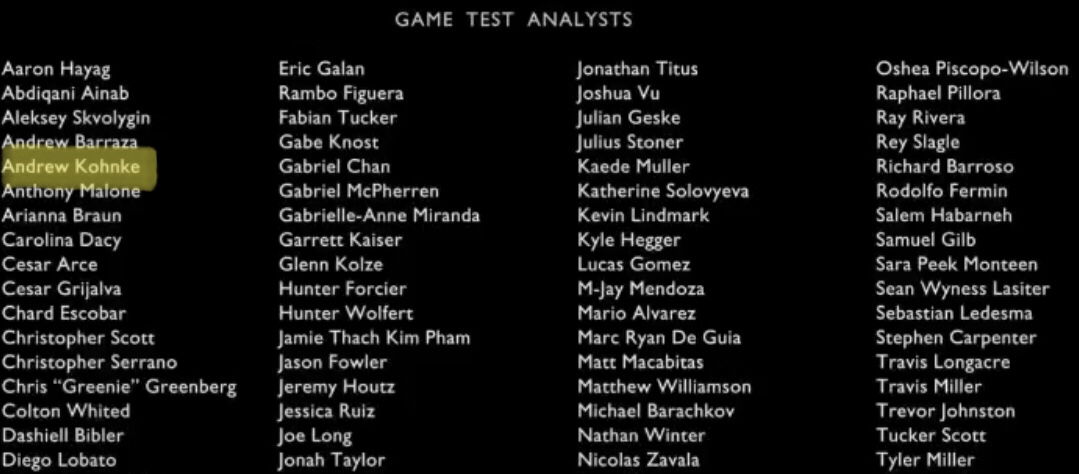 GAME TEST ANALYSTS
Aaron Hayag
Abdiqani Ainab
Aleksey Skvolygin
Andrew Barraza
Andrew Kohnke
Anthony Malone
Arianna Braun
Carolina Dacy
Cesar Arce
Cesar Grijalva
Chard Escobar
Christopher Scott
Christopher Serrano
Chris “Greenie” Greenberg
Colton Whited
Dashiell Bibler
Diego Lobato
Eric Galan
Rambo Figuera
Fabian Tucker
Gabe Knost
Gabriel Chan
Gabriel McPherren
Gabrielle-Anne Miranda
Garrett Kaiser
Glenn Kolze
Hunter Forcier
Hunter Wolfert
Jamie Thach Kim Pham
Jason Fowler
Jeremy Houtz
Jessica Ruiz
Joe Long
Jonah Taylor
Jonathan Titus
Joshua Vu
Julian Geske
Julius Stoner
Kaede Muller
Katherine Solovyeva
Kevin Lindmark
Kyle Hegger
Lucas Gomez
M-Jay Mendoza
Mario Alvarez
Marc Ryan De Guia
Matt Macabitas
Matthew Williamson
Michael Barachkov
Nathan Winter
Nicolas Zavala
Oshea Piscopo-Wilson
Raphael Pillora
Ray Rivera
Rey Slagle
Richard Barroso
Rodolfo Fermin
Salem Habarneh
Samuel Gilb
Sara Peek Monteen
Sean Wyness Lasiter
Sebastian Ledesma
Stephen Carpenter
Travis Longacre
Travis Miller
Trevor Johnston
Tucker Scott
Tyler Miller